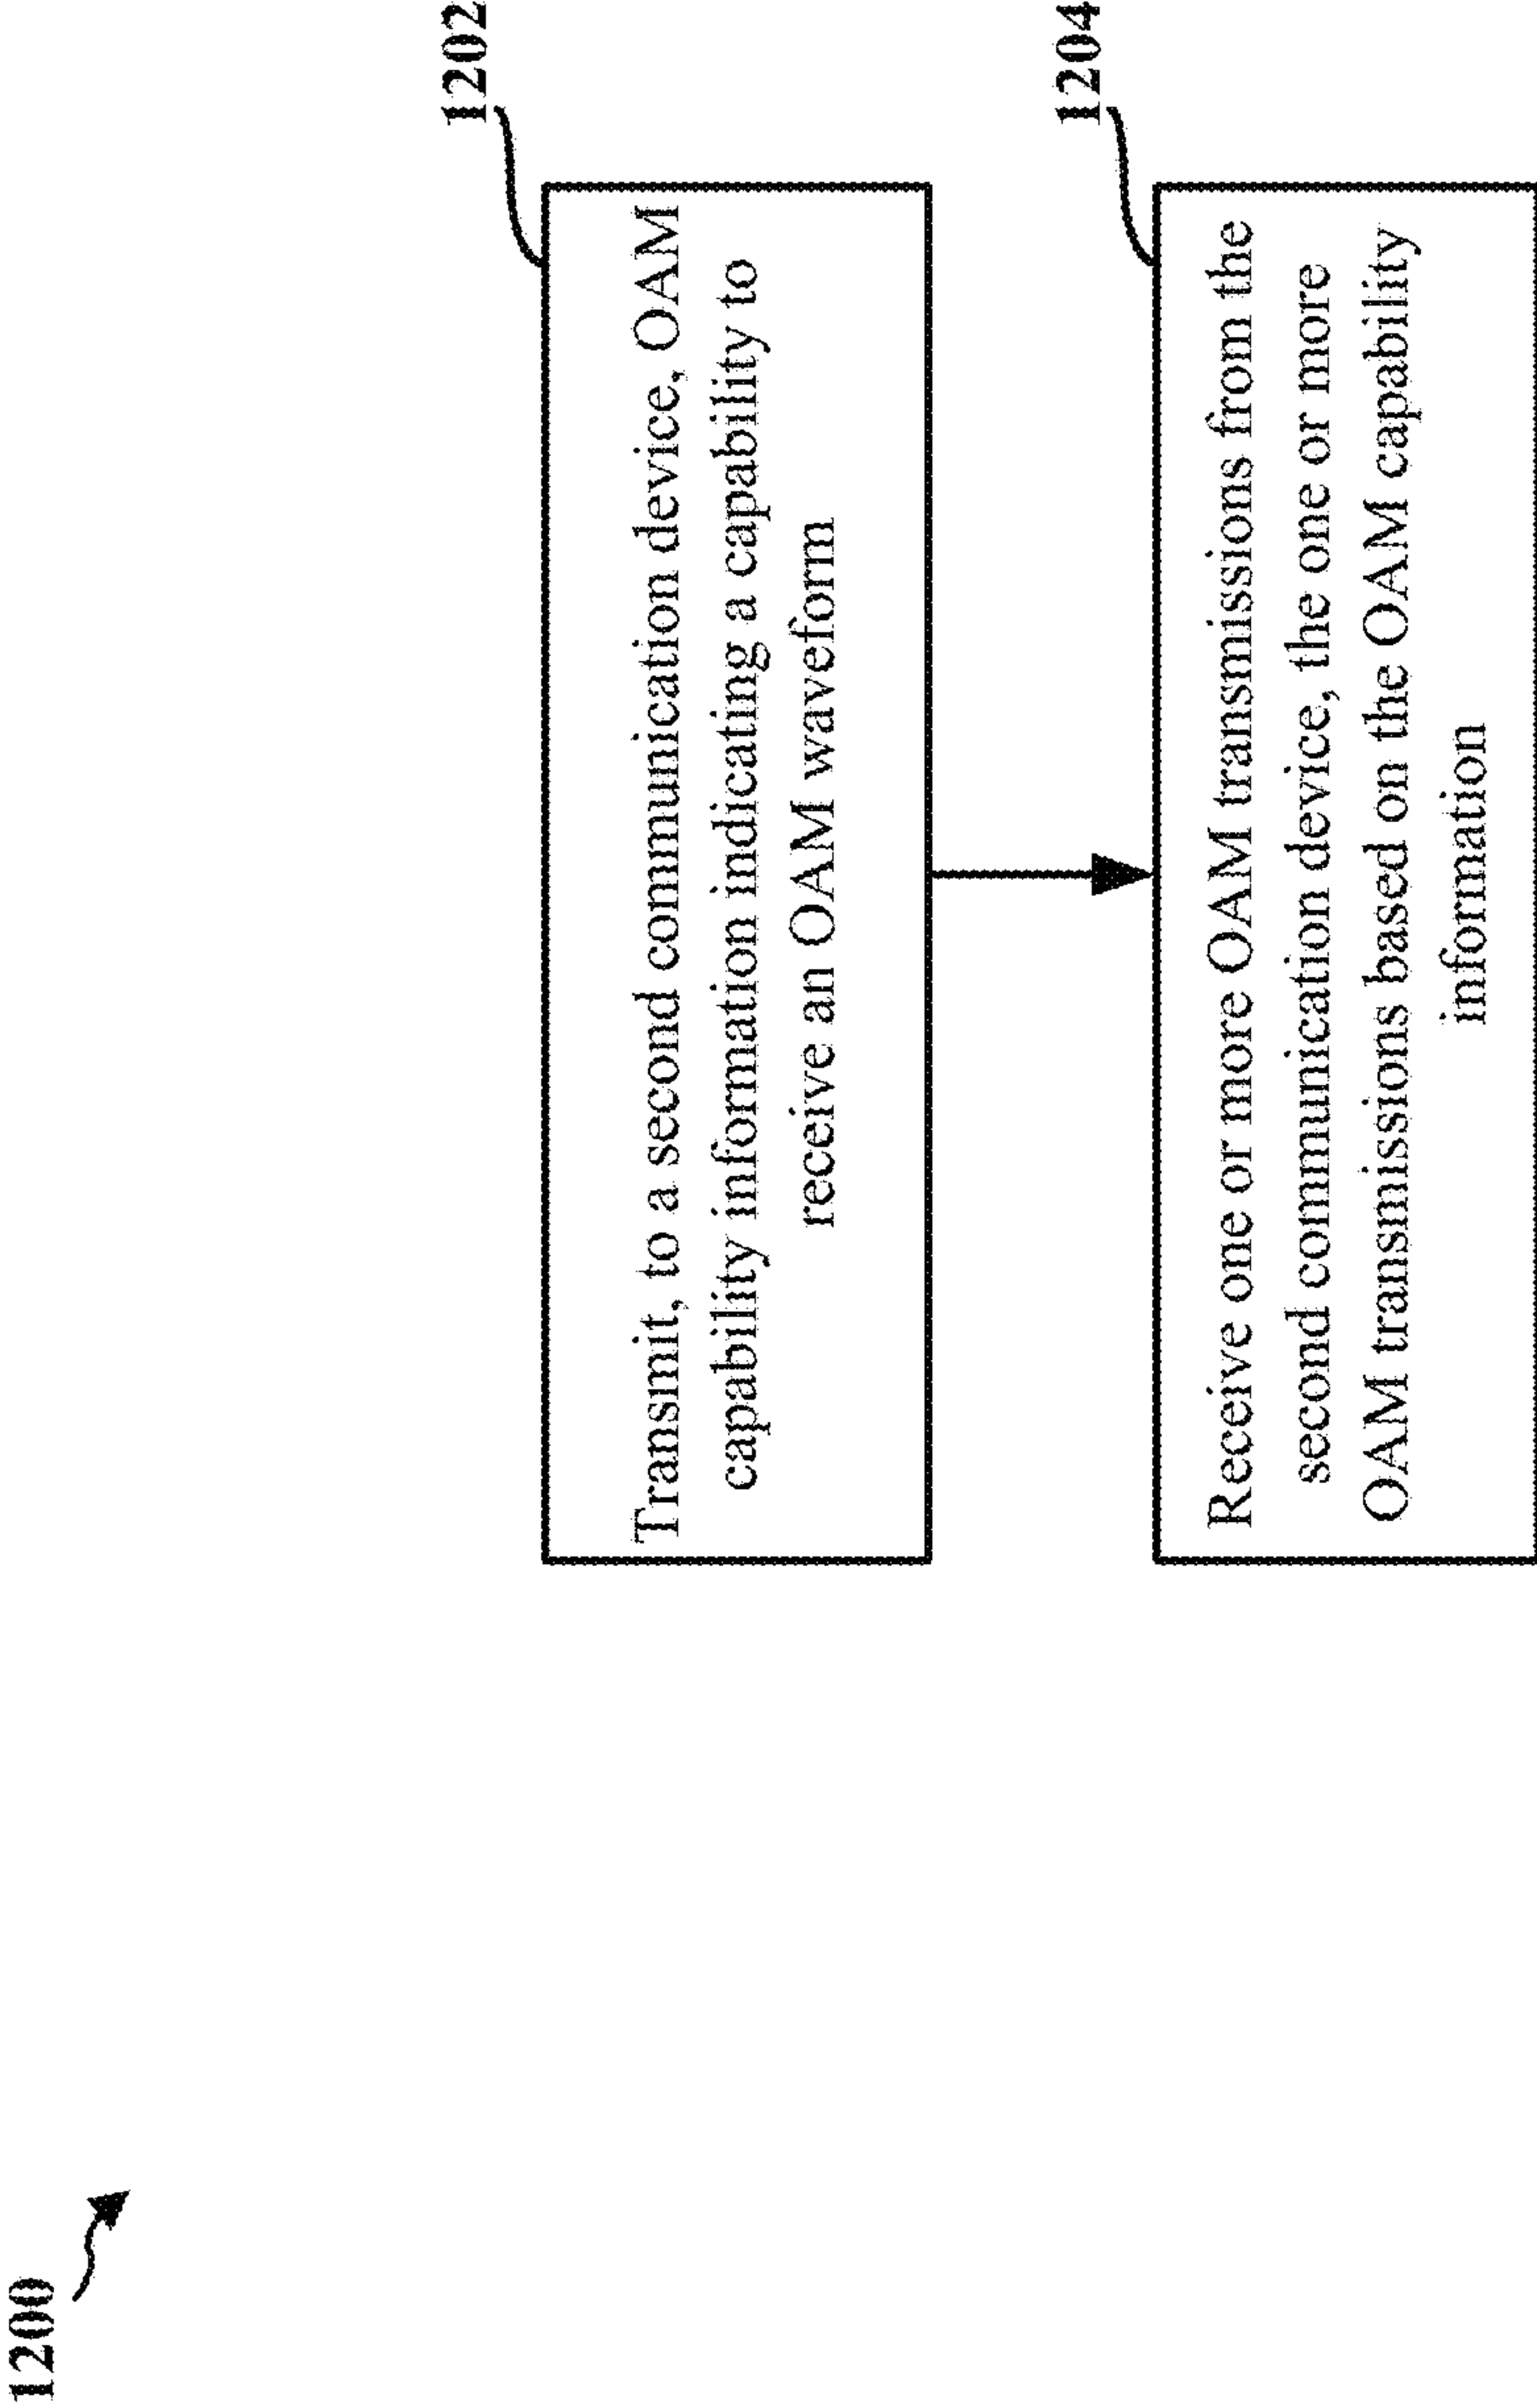 1200
1202
Transmit, to a second communication device, OAM
capability information indicating a capability to
receive an OAM waveform
1204
Receive one or more OAM transmissions from the
second communication device, the one or more
OAM transmissions based on the OAM capability
information